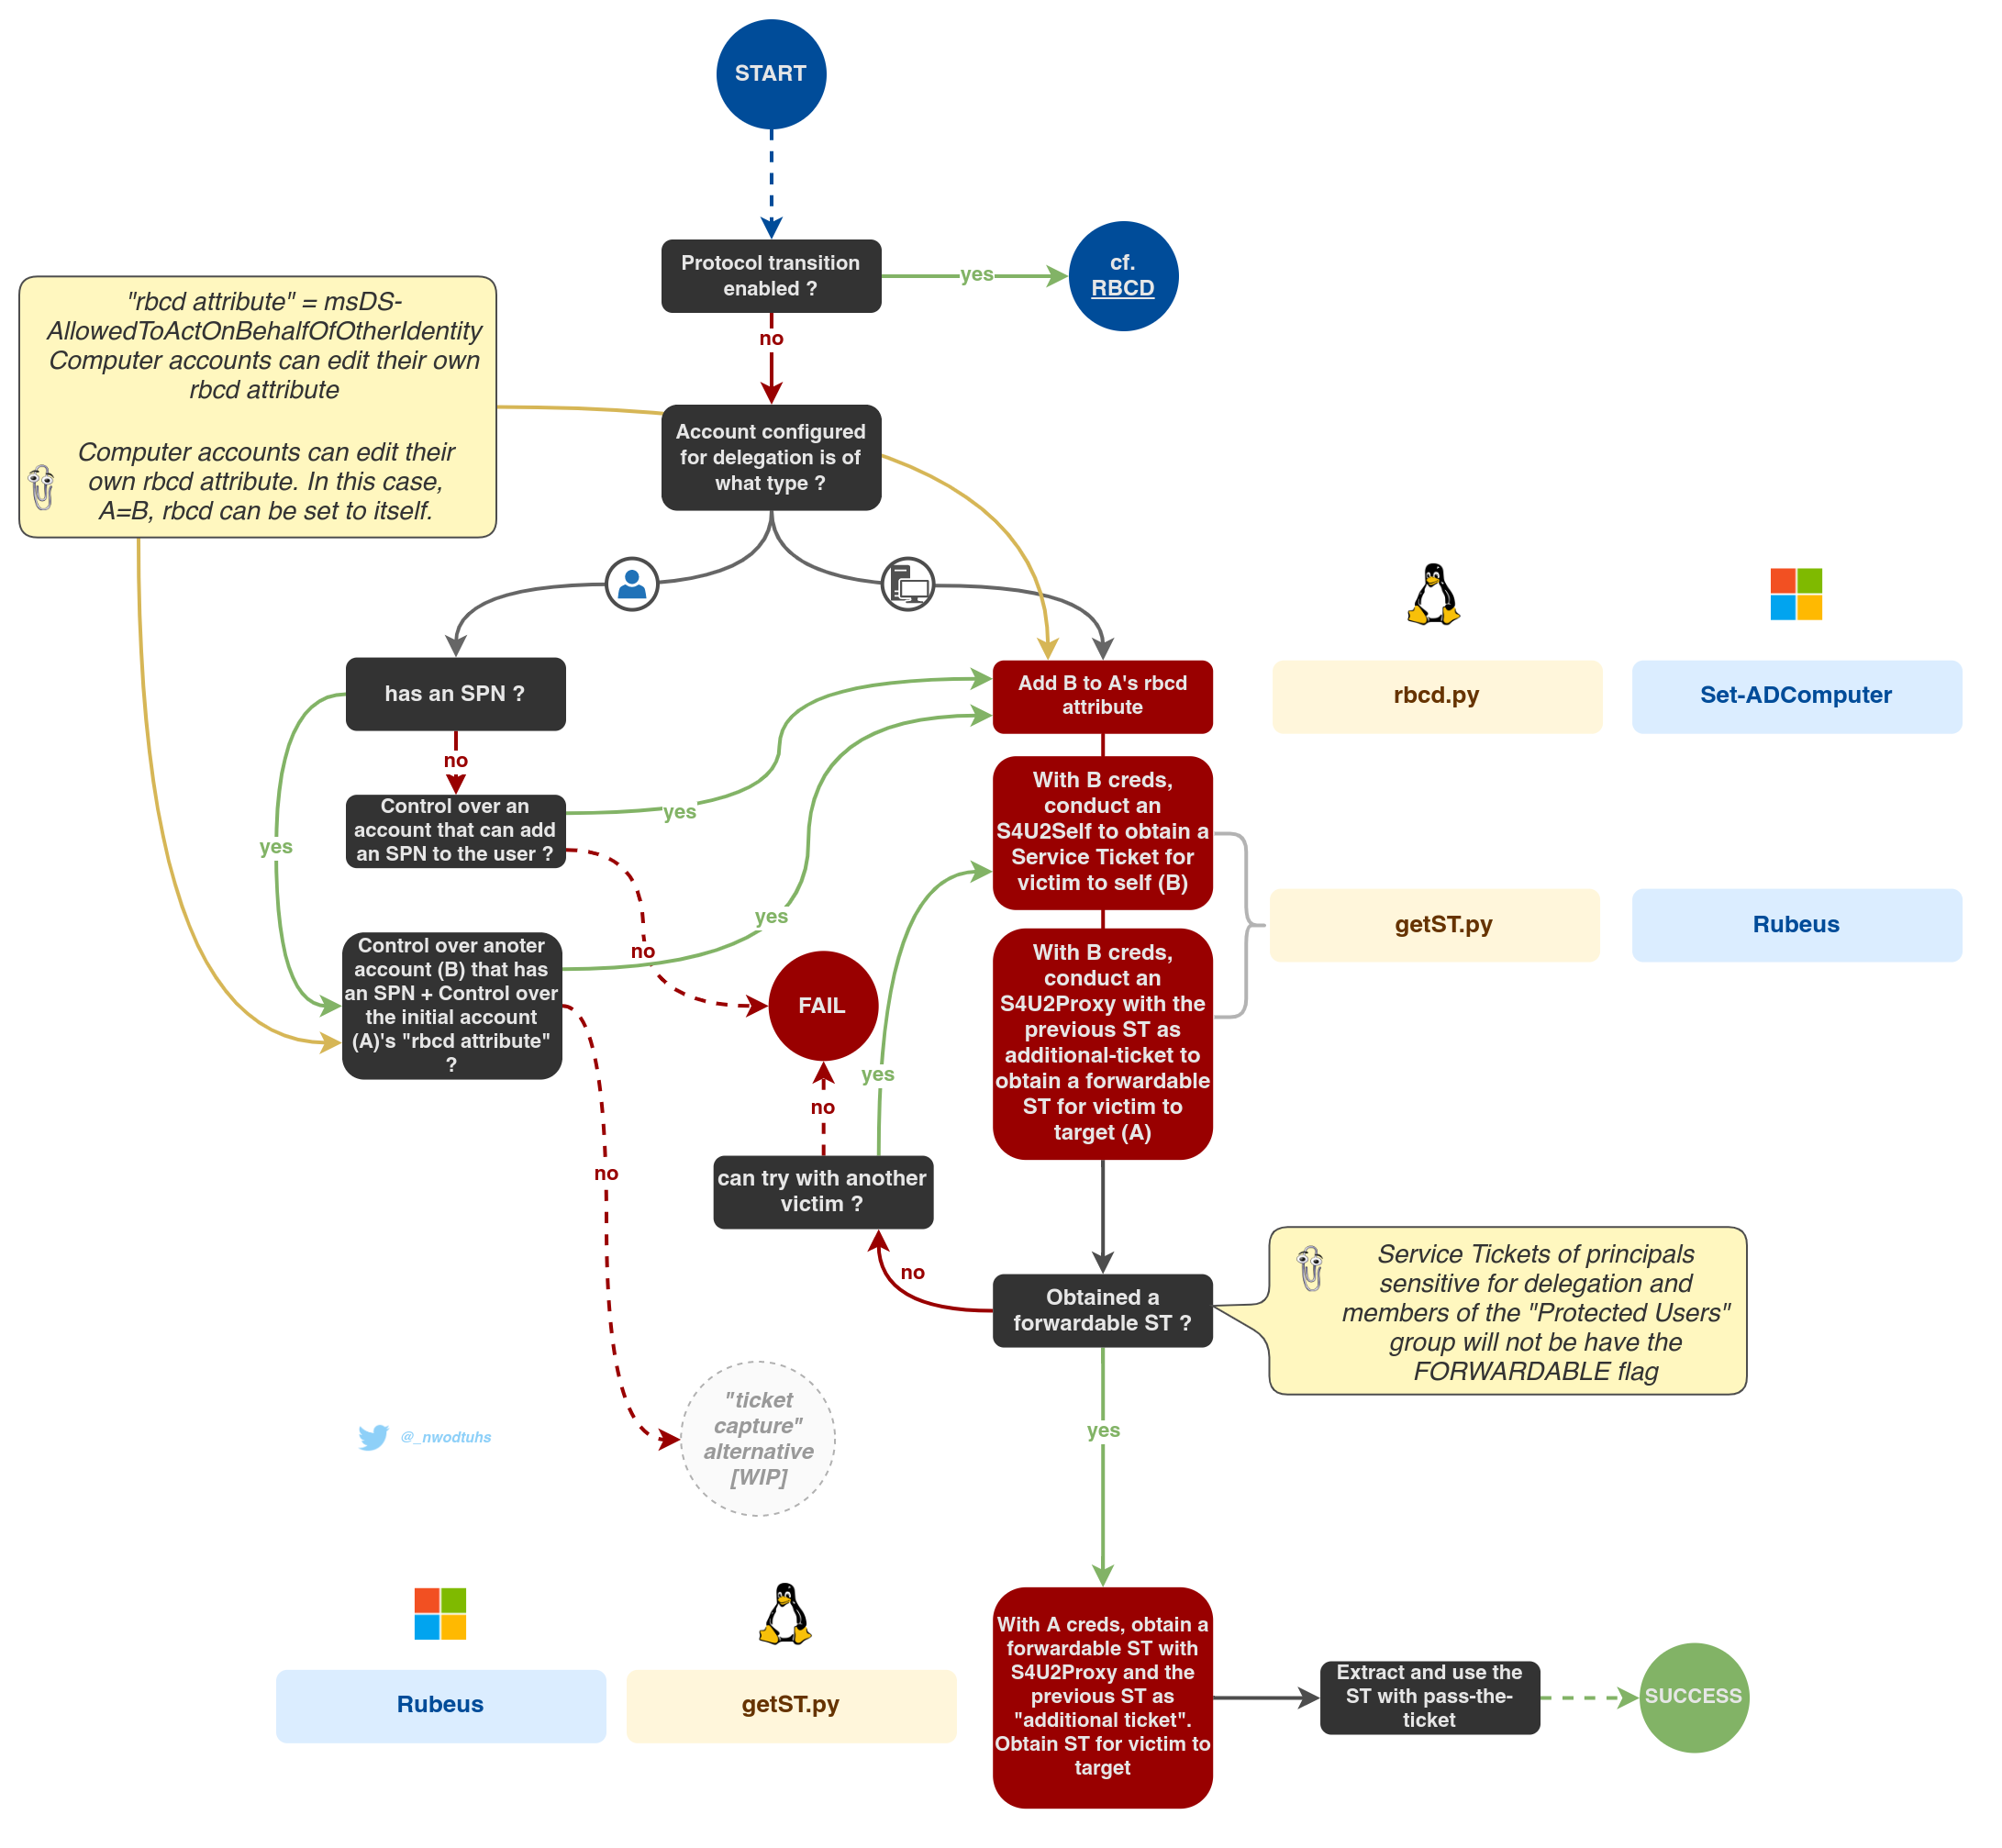 START
Protocol transition
enabled ?
yes
cf.
RBCD
no
"rbcd attribute" = msDS-
AllowedToActOnBehalfOfOtherIdentity
Computer accounts can edit their own
rbcd attribute
Computer accounts can edit their
own rbcd attribute. In this case,
A=B, rbcd can be set to itself.
Account configured
for delegation is of
what type ?
has an SPN ?
no
Control over an
account that can add
an SPN to the user ?
yes
yes
no
Control over anoter
account (B) that has
an SPN + Control over
the initial account
(A)'s "rbcd attribute"
?
yes
no
Add B to A's rbcd
attribute
rbcd.py
Set-ADComputer
With B creds,
conduct an
S4U2Self to obtain a
Service Ticket for
victim to self (B)
With B creds,
conduct an
S4U2Proxy with the
previous ST as
additional-ticket to
obtain a forwardable
ST for victim to
target (A)
getST.py
Rubeus
FAIL
no
yes
can try with another
victim ?
no
Obtained a
forwardable ST ?
Service Tickets of principals
sensitive for delegation and
members of the "Protected Users"
group will not be have the
FORWARDABLE flag
yes
"ticket
capture"
alternative
[WIP]
@_nwodtuhs
Rubeus
getST.py
With A creds, obtain a
forwardable ST with
S4U2Proxy and the
previous ST as
"additional ticket".
Obtain ST for victim to
target
Extract and use the
ST with pass-the-
ticket
SUCCESS